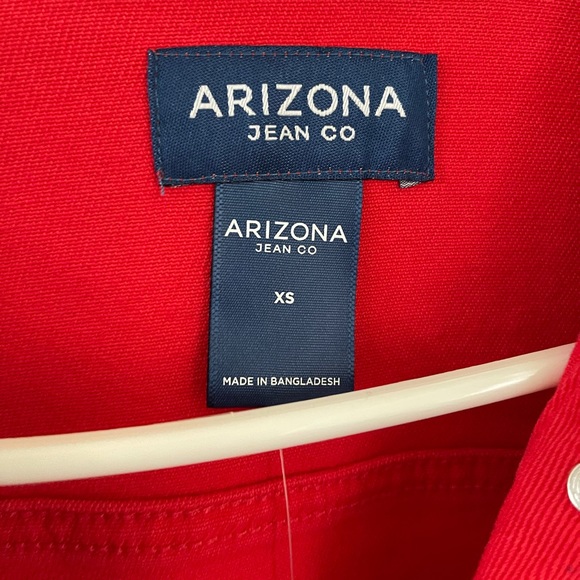 ARIZONA
JEAN CO
ARIZONA
JEAN CO
XS
MADE IN BANGLADESH